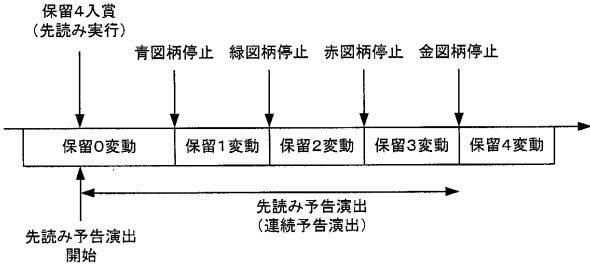 保留4入賞
（先読み実行）
青図柄停止
緑図柄停止
赤図柄停止
金図柄停止
保留0変動
保留1変動
保留2変動
保留3変動
保留4変動
先読み予告演出
（連続予告演出）
先読み予告演出
開始